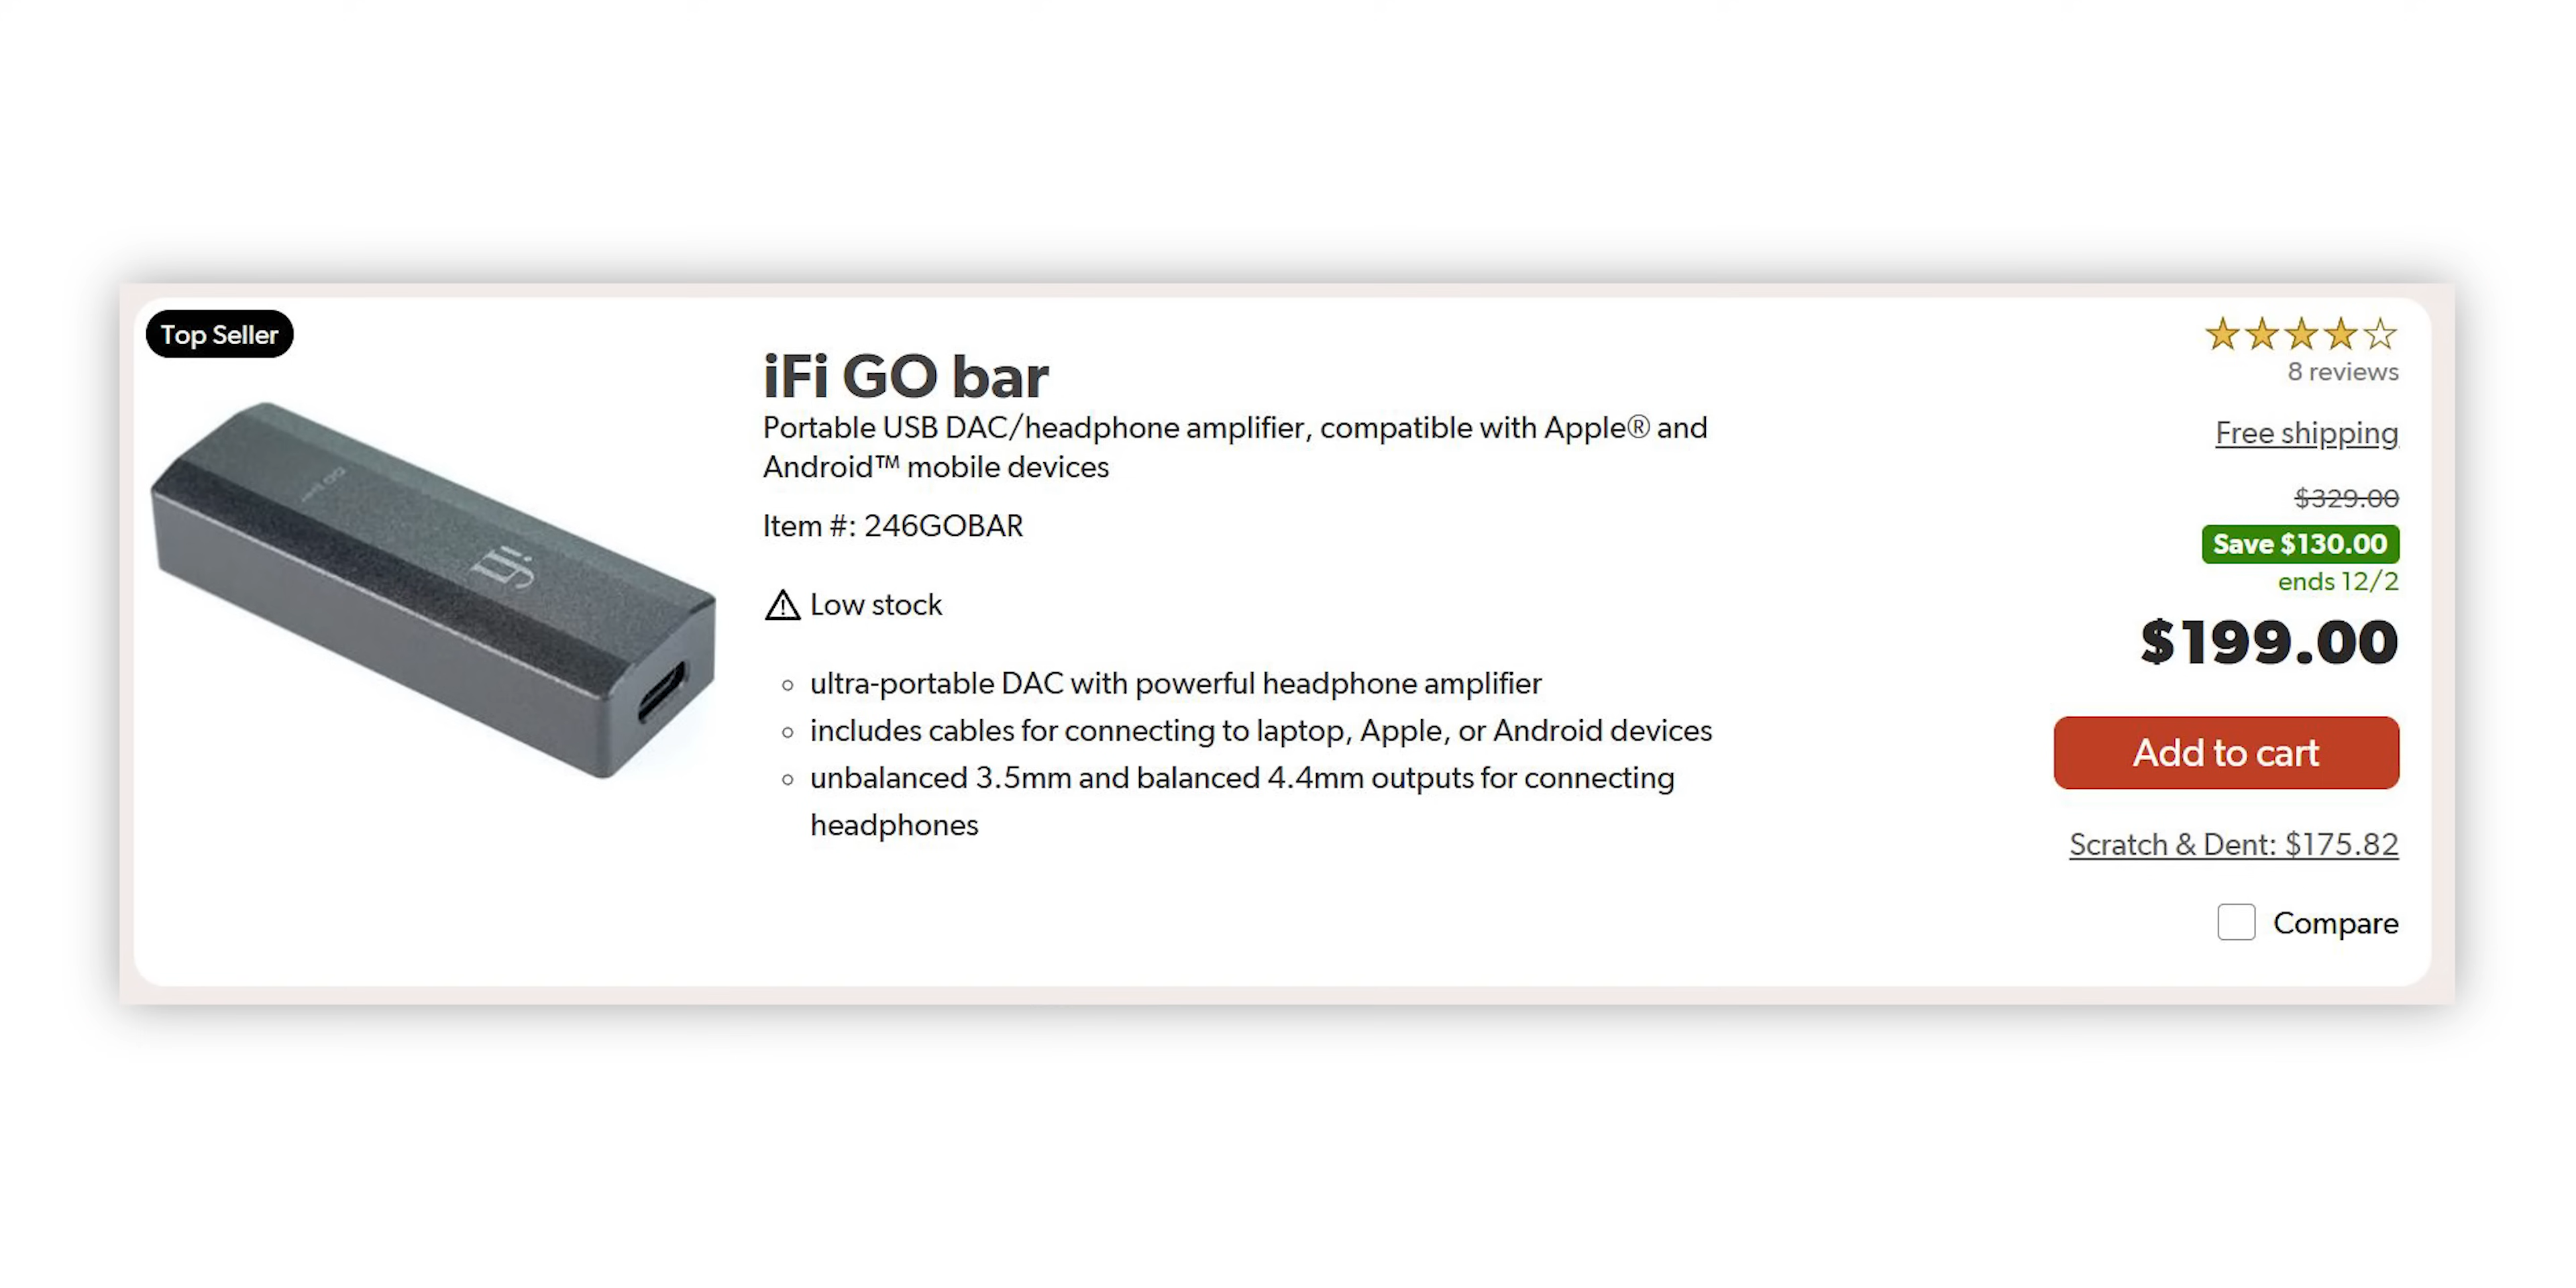 Top Seller
iFi GO bar
Portable USB DAC/headphone amplifier, compatible with Apple® and
Android™ mobile devices
Item #: 246GOBAR
Low stock
ultra-portable DAC with powerful headphone amplifier
includes cables for connecting to laptop, Apple, or Android devices
unbalanced 3.5mm and balanced 4.4mm outputs for connecting
headphones
8 reviews
Free shipping
$329.00
Save $130.00
ends 12/2
$199.00
Add to cart
Scratch & Dent: $175.82
Compare
iFi
GO bar